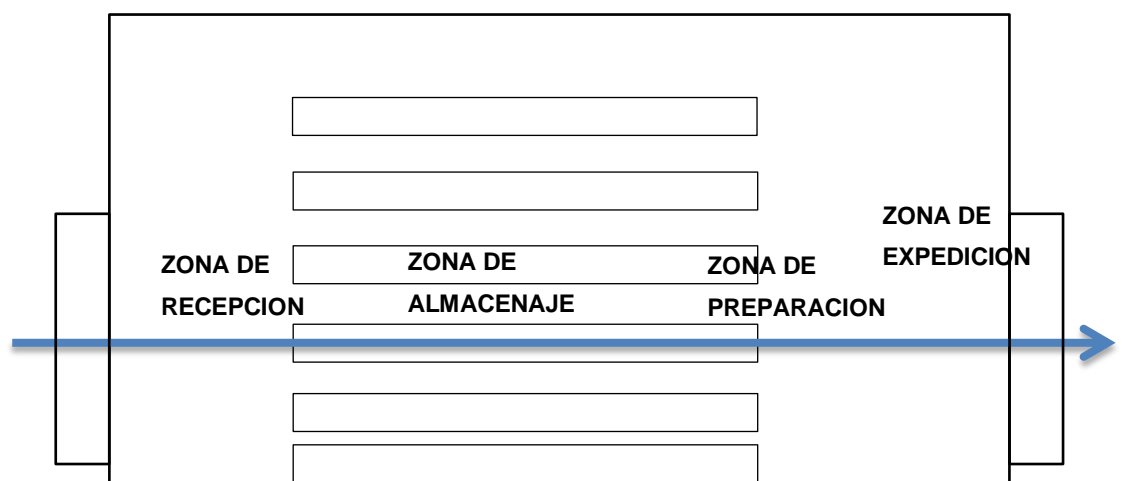 ZONA DE
RECEPCION
ZONA DE
ALMACENAJE
ZONA DE
PREPARACION
ZONA DE
EXPEDICION